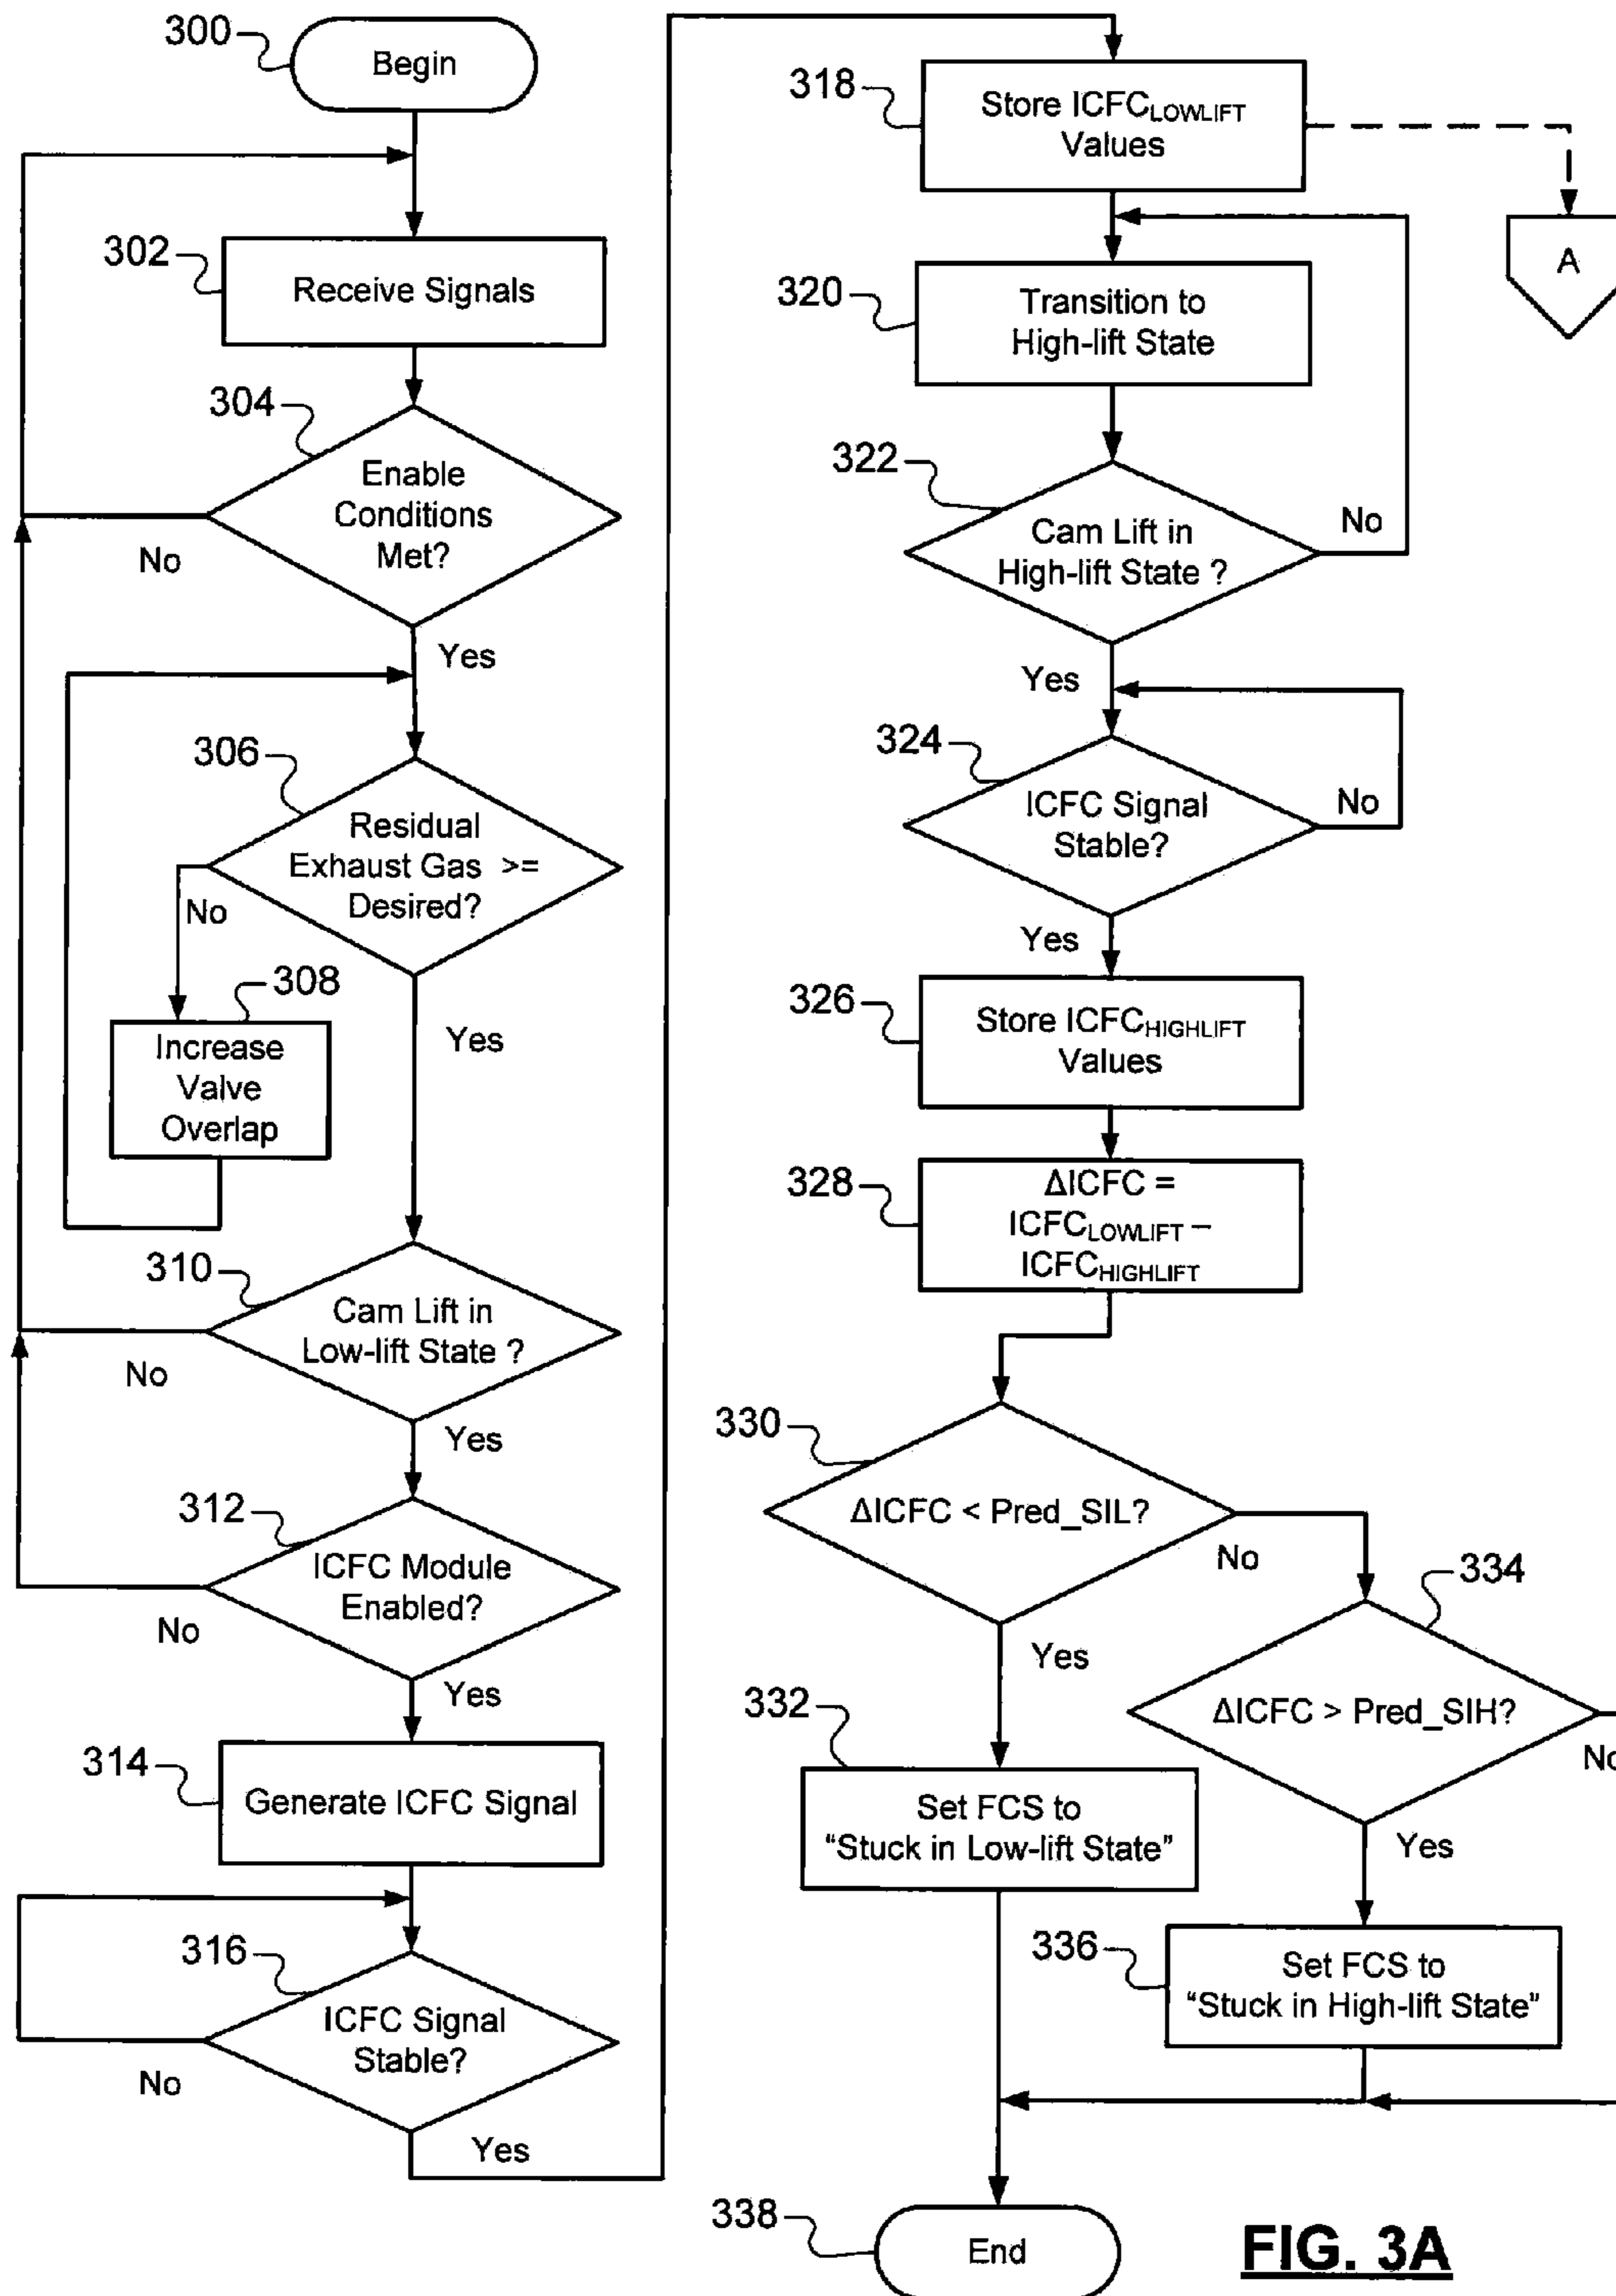 300
Begin
302
Receive Signals
304
Enable
Conditions
Met?
No
Yes
306
Residual
Exhaust Gas >=
Desired?
No
308
Increase
Valve
Overlap
Yes
310
Cam Lift in
Low-lift State ?
No
Yes
312
ICFC Module
Enabled?
No
Yes
314
Generate ICFC Signal
316
ICFC Signal
Stable?
No
Yes
318
Store ICFCLOWLIFT
Values
A
320
Transition to
High-lift State
322
Cam Lift in
High-lift State ?
No
Yes
324
ICFC Signal
Stable?
No
Yes
326
Store ICFCHIGHLIFT
Values
328
ΔICFC =
ICFCLOWLIFT –
ICFCHIGHLIFT
330
ΔICFC < Pred_SIL?
No
Yes
334
ΔICFC > Pred_SIH?
No
Yes
332
Set FCS to
“Stuck in Low-lift State”
336
Set FCS to
“Stuck in High-lift State”
338
End
FIG. 3A